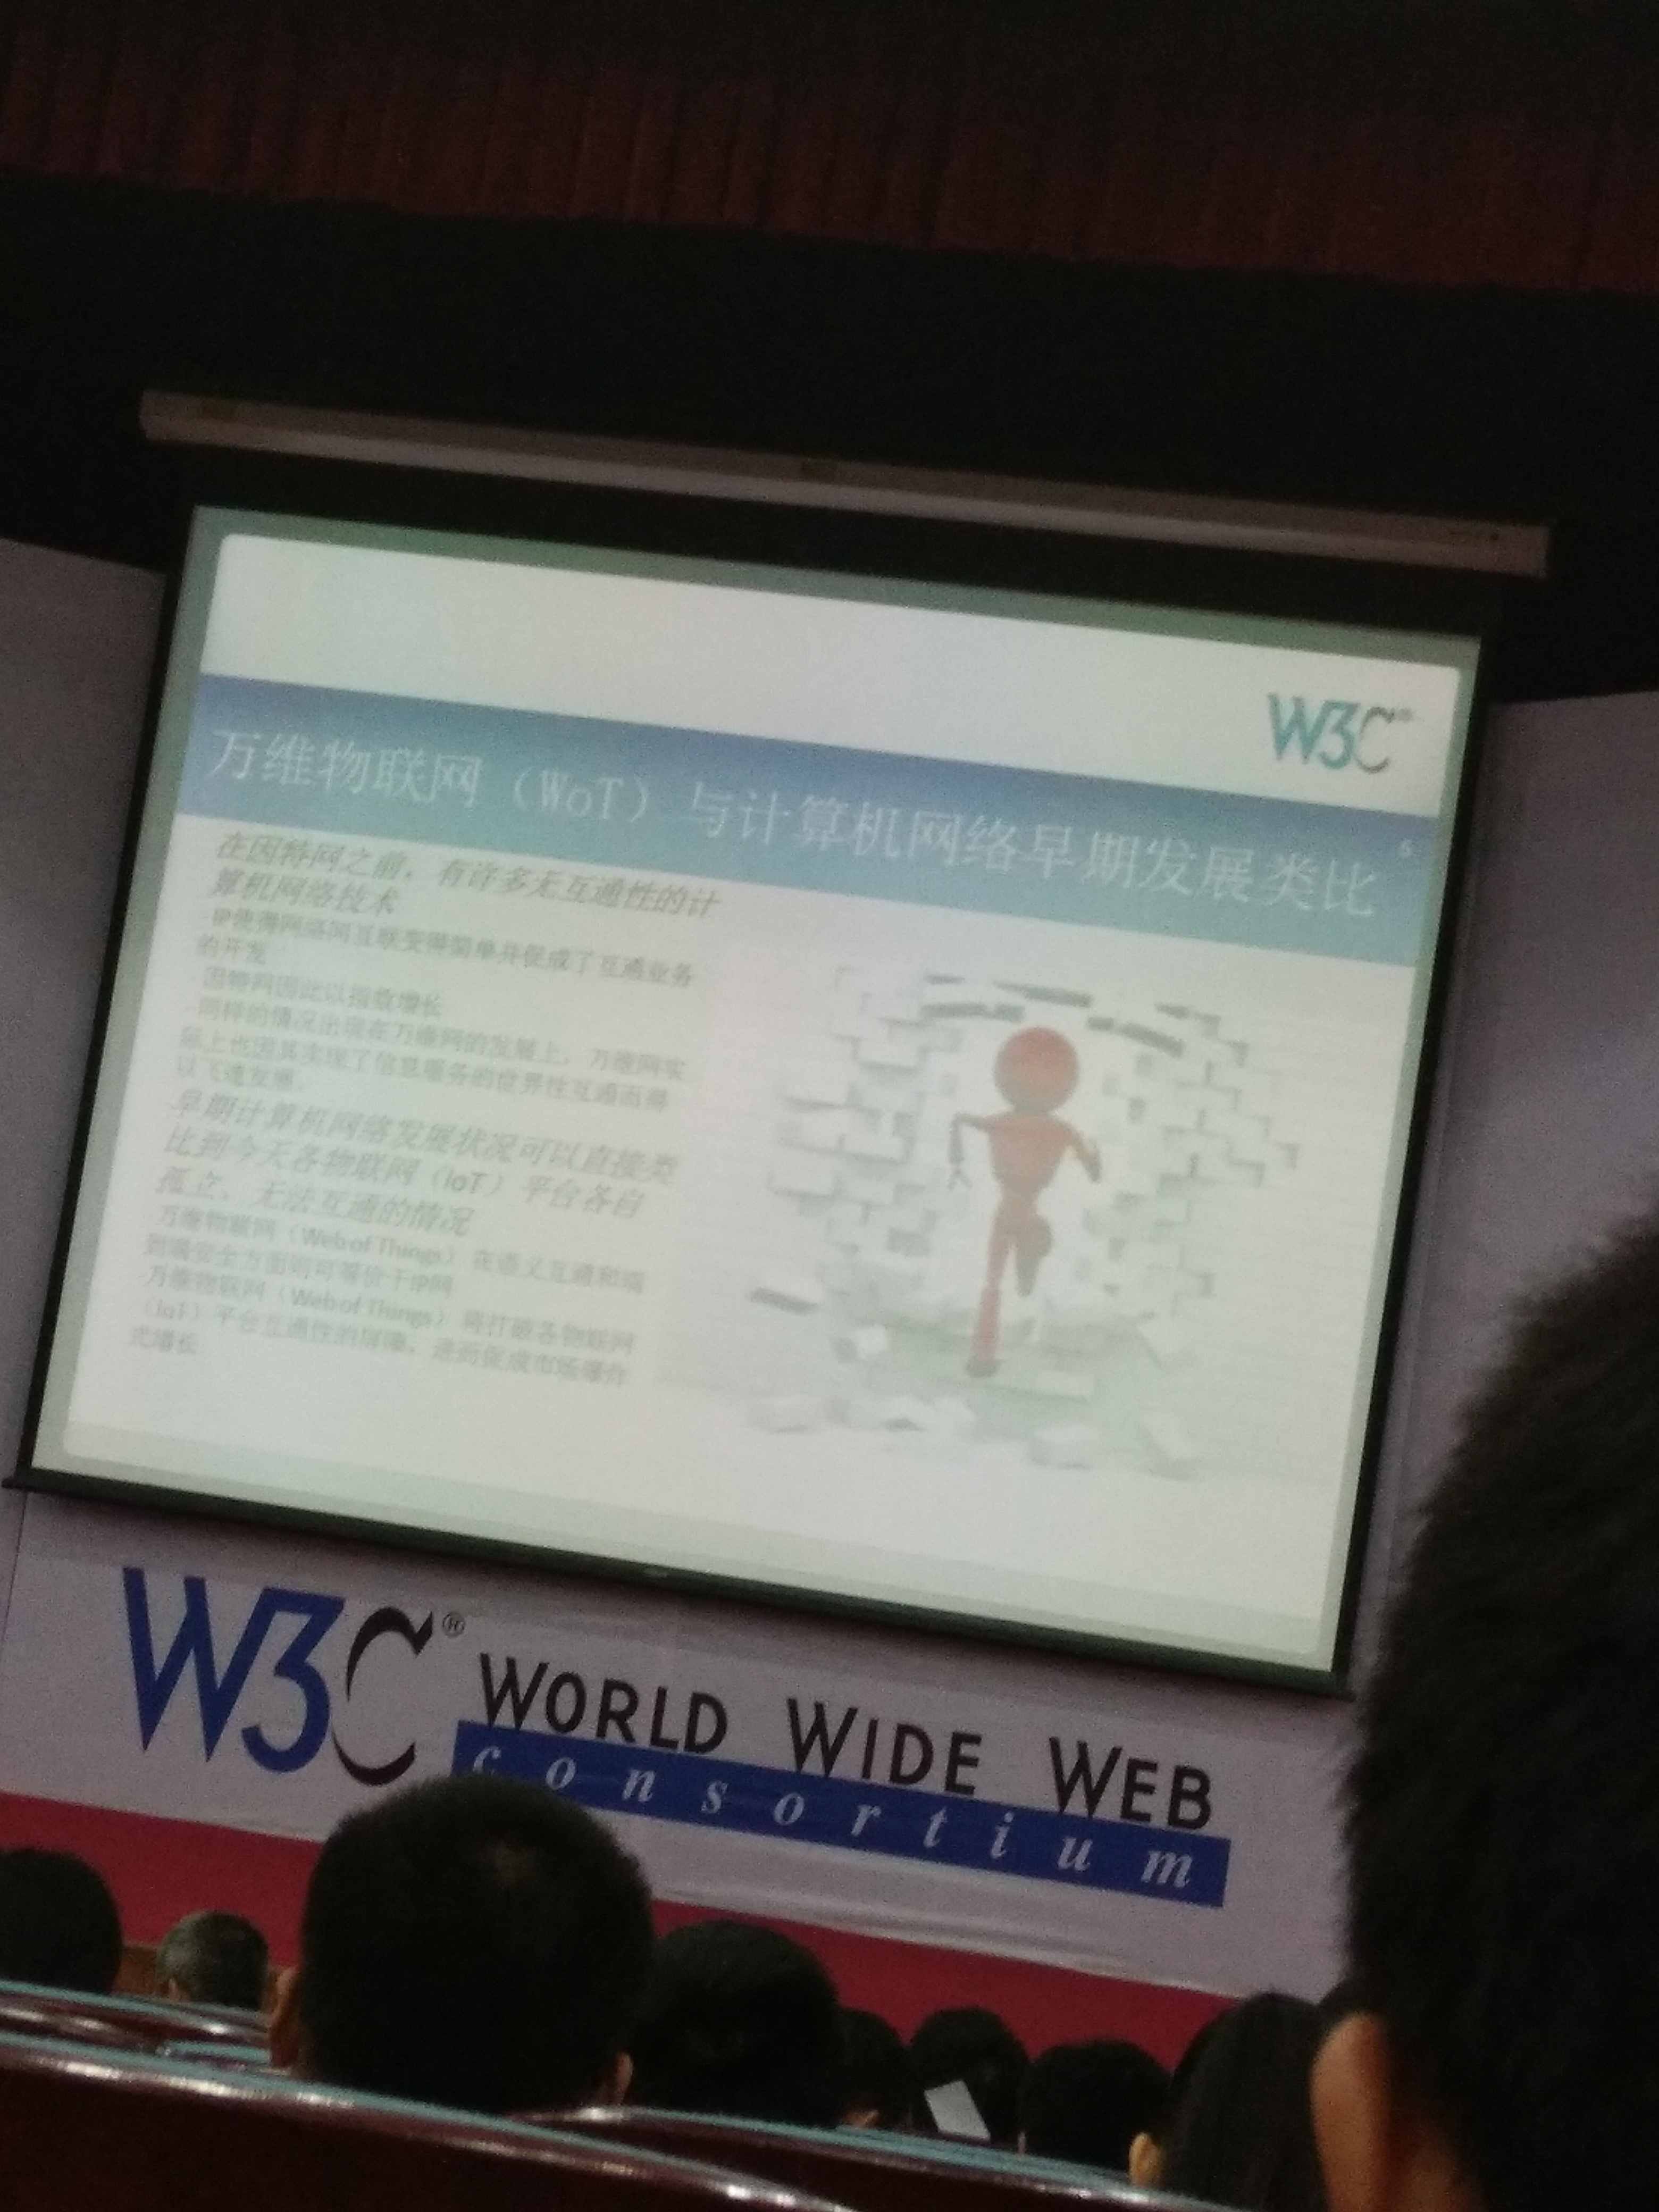 W3C®
万维物联网（WoT）与计算机网络早期发展类比
6
在因特网之前，有许多无互通性的计
算机网络技术
·IP使得网络间互联变得简单并促成了互通业务
的开发
·因特网因此以指数增长
·同样的情况出现在万维网的发展上，万维网实
际上也因其实现了信息服务的世界性互通而得
以飞速发展。
早期计算机网络发展状况可以直接类
比到今天各物联网（IoT）平台各自
孤立、无法互通的情况
·万维物联网（Web of Things）在语义互通和端
到端安全方面则可等价于IP网
·万维物联网（Web of Things）将打破各物联网
（IoT）平台互通性的障碍，进而促成市场爆炸
式增长
W3C® WORLD WIDE WEB
consortium